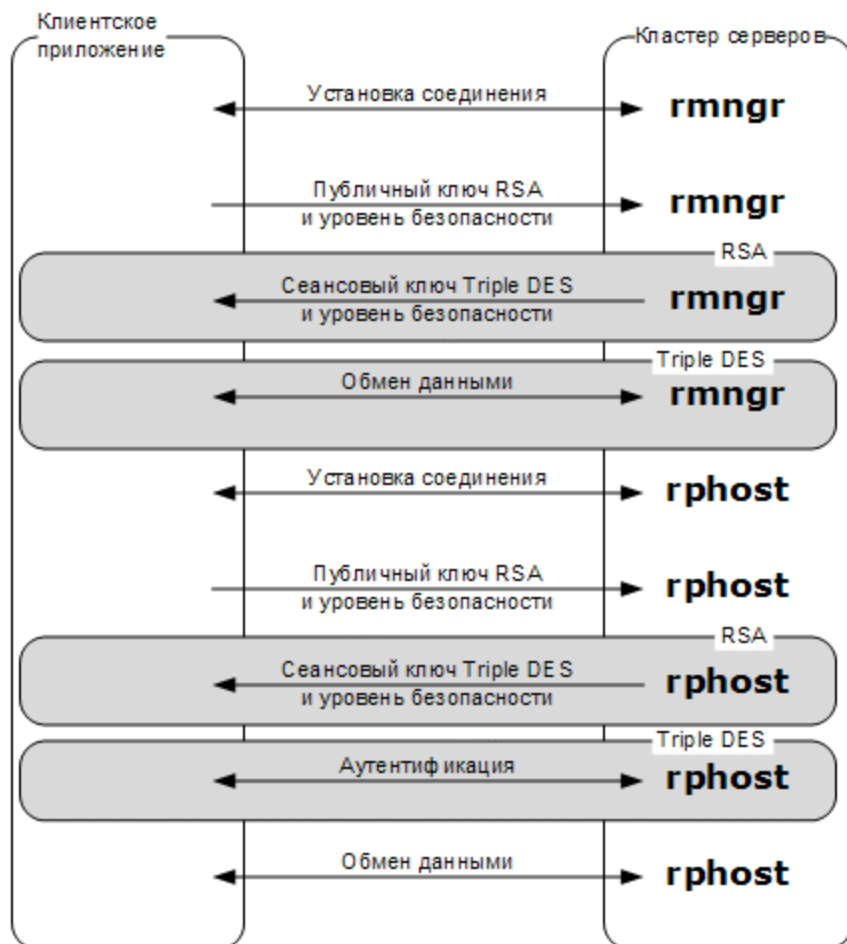 Клиентское
приложение
Кластер серверов
Установка соединения
rmngr
Публичный ключ RSA
и уровень безопасности
rmngr
RSA
Сеансовый ключ Triple DES
и уровень безопасности
rmngr
Triple DES
Обмен данными
rmngr
Установка соединения
rphost
Публичный ключ RSA
и уровень безопасности
rphost
RSA
Сеансовый ключ Triple DES
и уровень безопасности
rphost
Triple DES
Аутентификация
rphost
Обмен данными
rphost